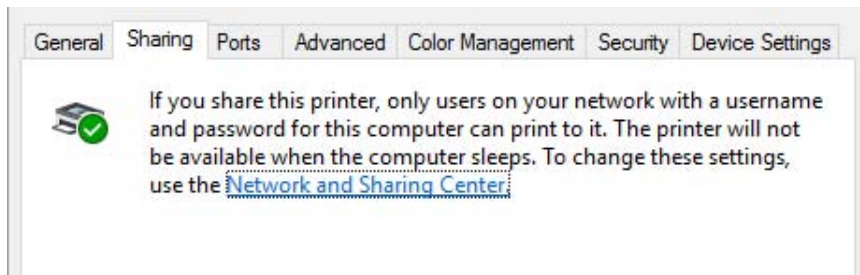 General Sharing Ports Advanced Color Management Security Device Settings
If you share this printer, only users on your network with a username
and password for this computer can print to it. The printer will not
be available when the computer sleeps. To change these settings,
use the Network and Sharing Center.